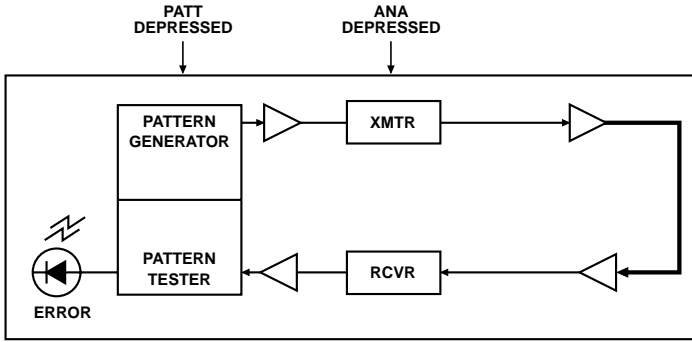 PATT
DEPRESSED
ANA
DEPRESSED
PATTERN
GENERATOR
XMTR
PATTERN
TESTER
RCVR
ERROR